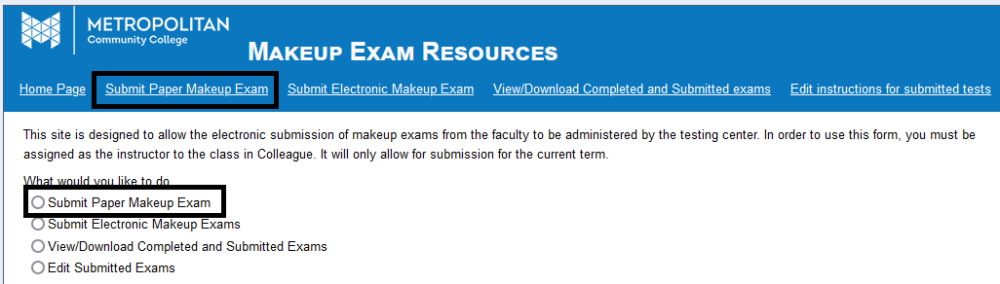 METROPOLITAN
Community College
MAKEUP EXAM RESOURCES
Home Page Submit Paper Makeup Exam Submit Electronic Makeup Exam View/Download Completed and Submitted exams Edit instructions for submitted tests
This site is designed to allow the electronic submission of makeup exams from the faculty to be administered by the testing center. In order to use this form, you must be
assigned as the instructor to the class in Colleague. It will only allow for submission for the current term.
What would you like to do
Submit Paper Makeup Exam
Submit Electronic Makeup Exams
View/Download Completed and Submitted Exams
Edit Submitted Exams